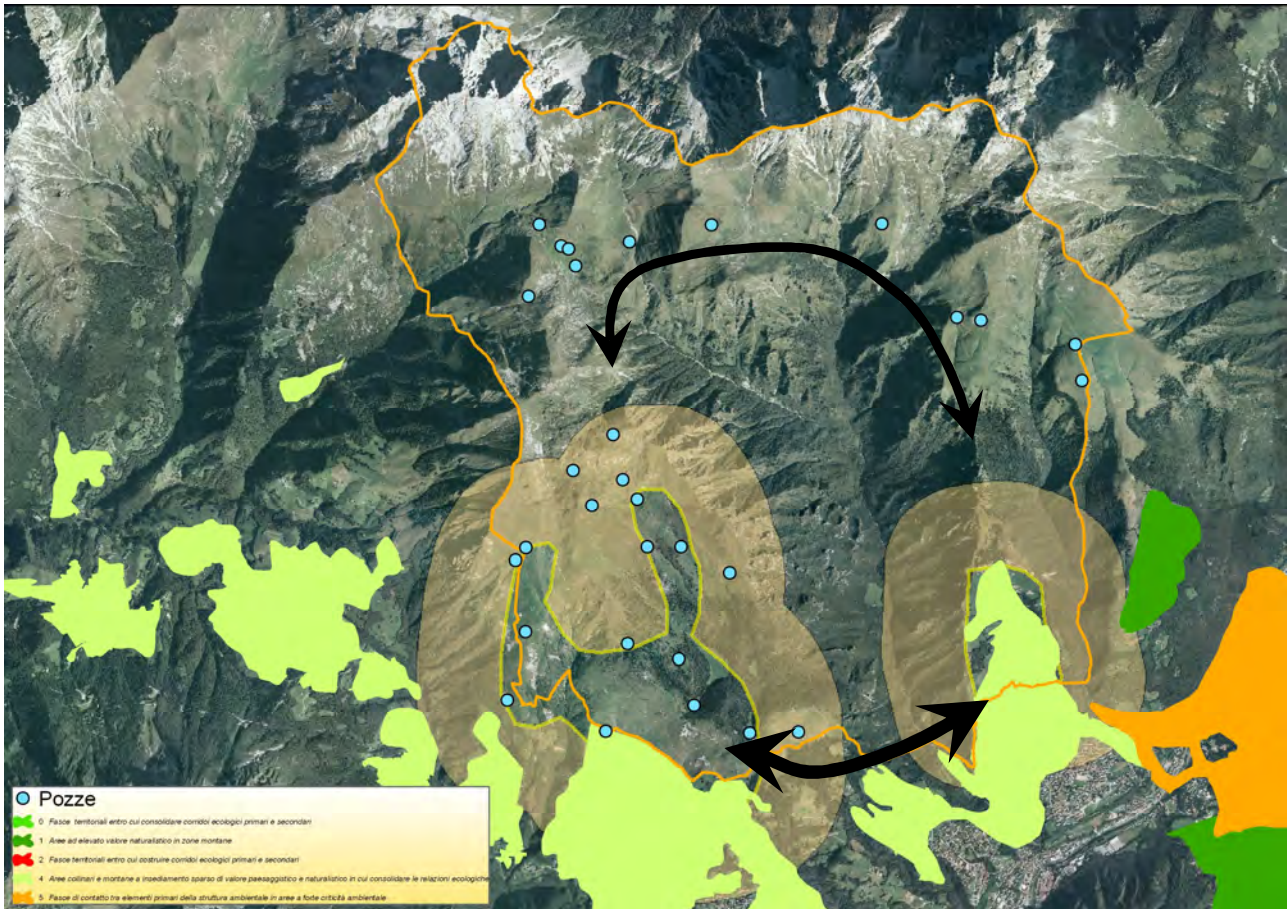 Pozze
0 Fasce territoriali entro cui consolidare corridoi ecologici primari e secondari
1 Aree ad elevato valore naturalistico in zone montane
2 Fasce territoriali entro cui costruire corridoi ecologici primari e secondari
4 Aree collinari e montane a insediamento sparso di valore paesaggistico e naturalistico in cui consolidare le relazioni ecologiche
5 Fasce di contatto tra elementi primari della struttura ambientale in aree a forte criticità ambientale